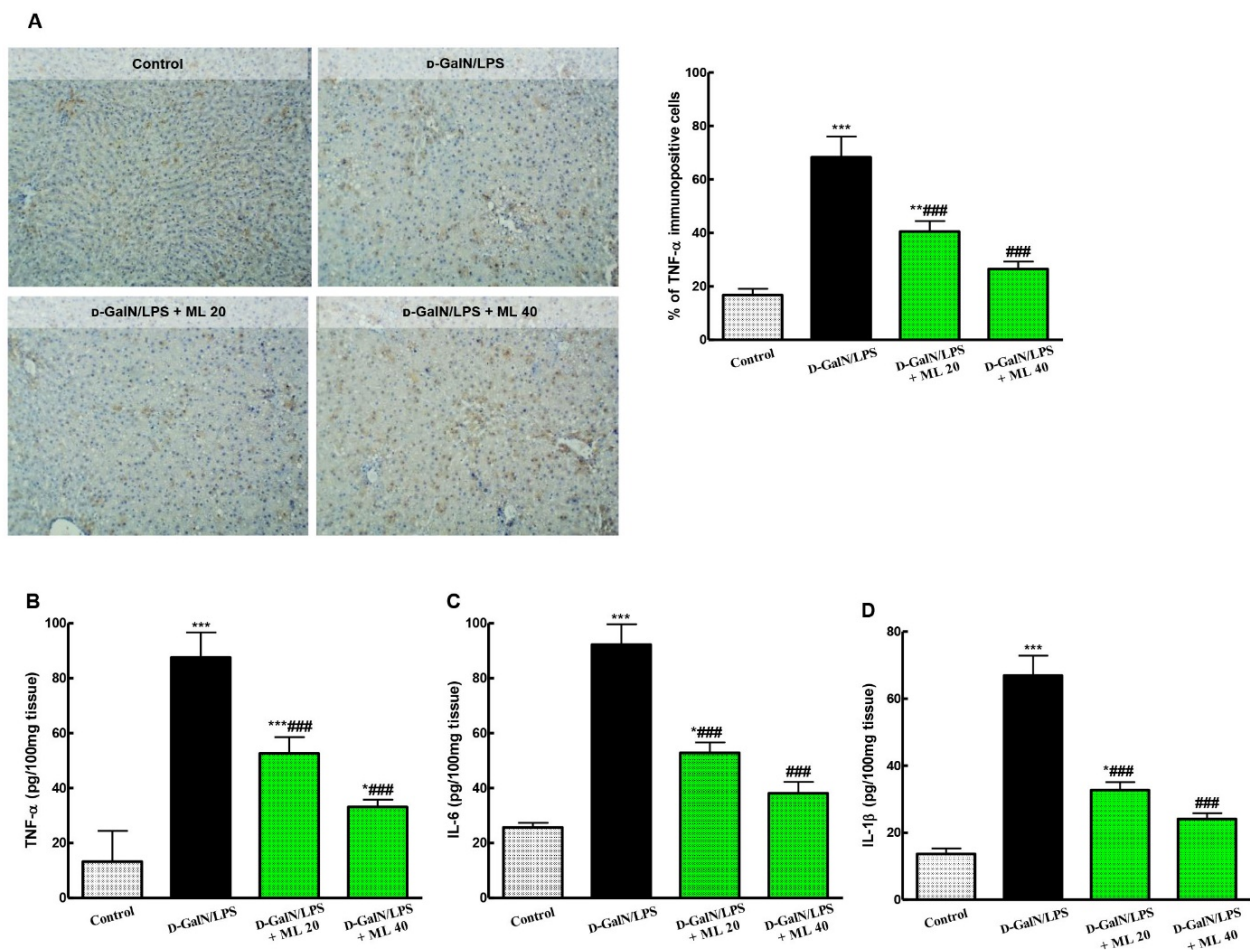 A
Control
D-GalN/LPS
D-GalN/LPS + ML 20
D-GalN/LPS + ML 40
% of TNF-α immunopositive cells
100
80
60
40
20
0
***
**###
###
Control
D-GalN/LPS
D-GalN/LPS
+ ML 20
D-GalN/LPS
+ ML 40
B
TNF-α (pg/100mg tissue)
100
80
60
40
20
0
***
***###
*###
Control
D-GalN/LPS
D-GalN/LPS
+ ML 20
D-GalN/LPS
+ ML 40
C
IL-6 (pg/100mg tissue)
100
80
60
40
20
0
***
*###
###
Control
D-GalN/LPS
D-GalN/LPS
+ ML 20
D-GalN/LPS
+ ML 40
D
IL-1β (pg/100mg tissue)
80
60
40
20
0
***
*###
###
Control
D-GalN/LPS
D-GalN/LPS
+ ML 20
D-GalN/LPS
+ ML 40